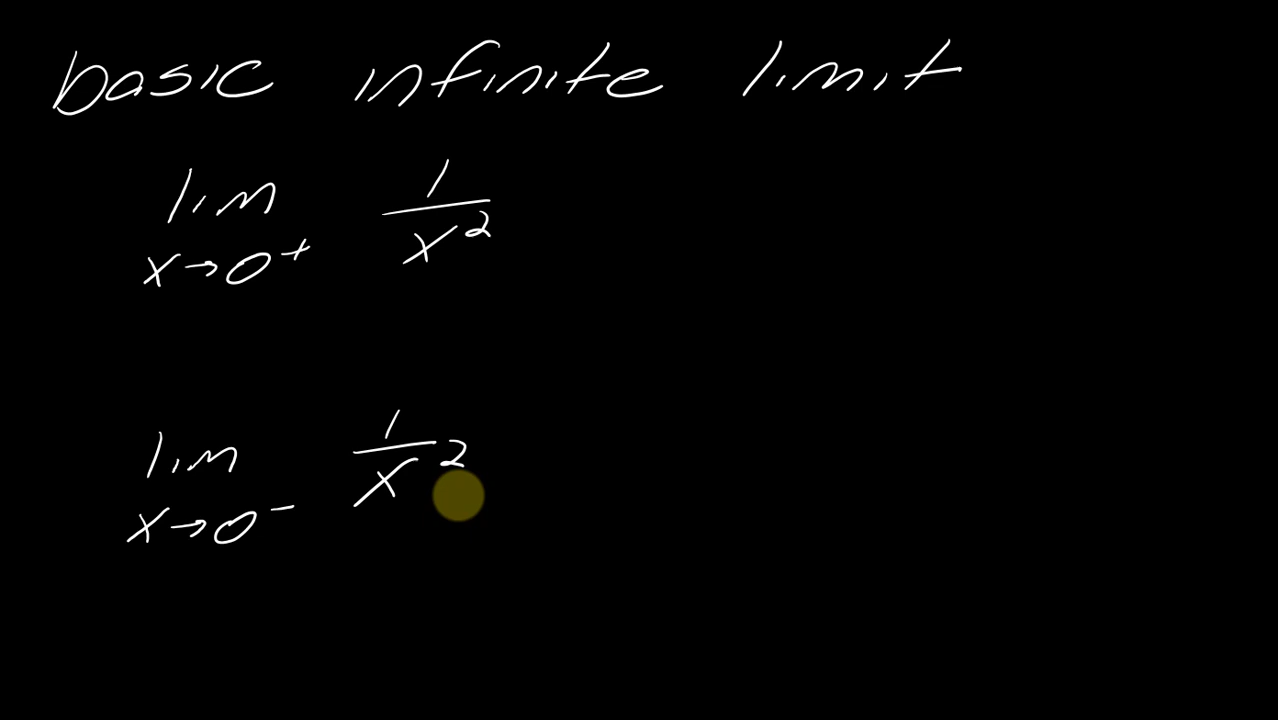 basic infinite limit
lim 1/x²
x→0⁺
lim 1/x²
x→0⁻